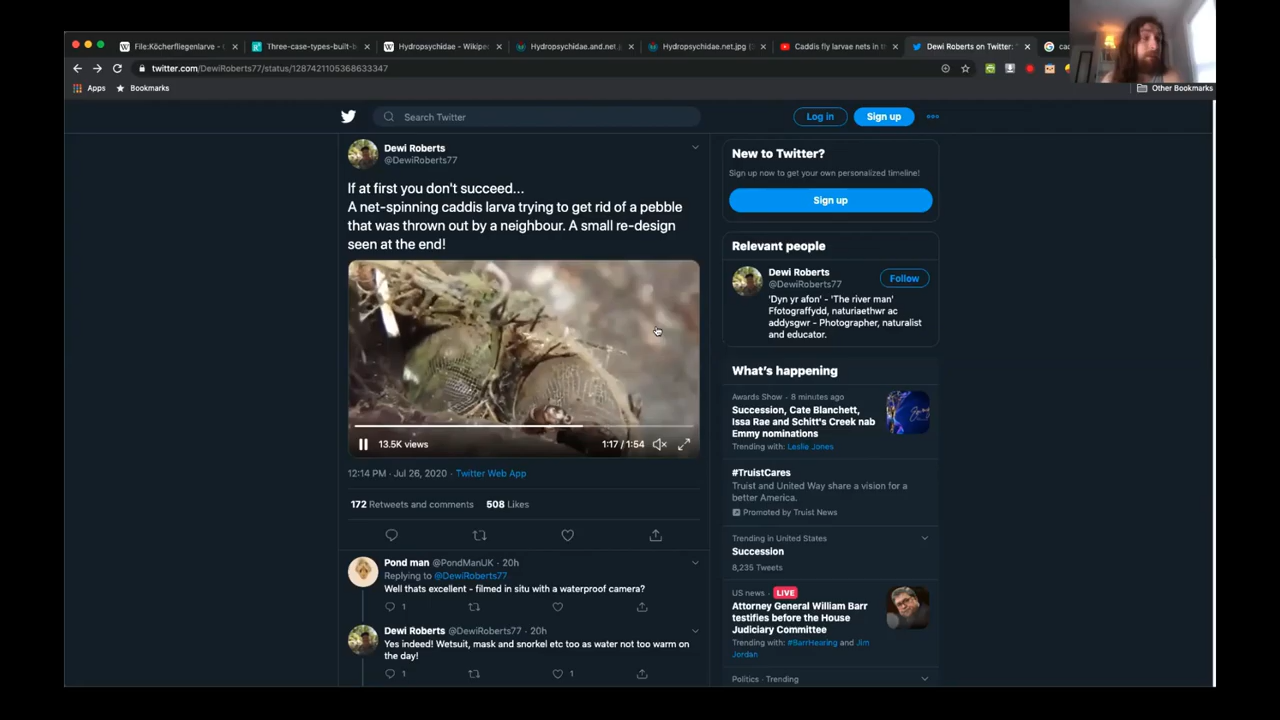 File:Köcherfliegenlarve -
Three-case-types-built-b
Hydropsychidae - Wikiped
Hydropsychidae.and.net.j
Hydropsychidae.net.jpg (
Caddis fly larvae nets in th
Dewi Roberts on Twitter: "
twitter.com/DewiRoberts77/status/1287421105368633347
Apps Bookmarks Other Bookmarks
Search Twitter
Log in
Sign up
Dewi Roberts
@DewiRoberts77
If at first you don't succeed...
A net-spinning caddis larva trying to get rid of a pebble
that was thrown out by a neighbour. A small re-design
seen at the end!
13.5K views 1:17 / 1:54
12:14 PM · Jul 26, 2020 · Twitter Web App
172 Retweets and comments 508 Likes
Pond man @PondManUK · 20h
Replying to @DewiRoberts77
Well thats excellent - filmed in situ with a waterproof camera?
1
Dewi Roberts @DewiRoberts77 · 20h
Yes indeed! Wetsuit, mask and snorkel etc too as water not too warm on
the day!
1 1
New to Twitter?
Sign up now to get your own personalized timeline!
Sign up
Relevant people
Dewi Roberts
@DewiRoberts77
Follow
'Dyn yr afon' - 'The river man'
Ffotograffydd, naturiaethwr ac
addysgwr - Photographer, naturalist
and educator.
What's happening
Awards Show · 8 minutes ago
Succession, Cate Blanchett,
Issa Rae and Schitt's Creek nab
Emmy nominations
Trending with: Leslie Jones
#TruistCares
Truist and United Way share a vision for a
better America.
Promoted by Truist News
Trending in United States
Succession
8,235 Tweets
US news · LIVE
Attorney General William Barr
testifies before the House
Judiciary Committee
Trending with: #BarrHearing and Jim
Jordan
Politics · Trending